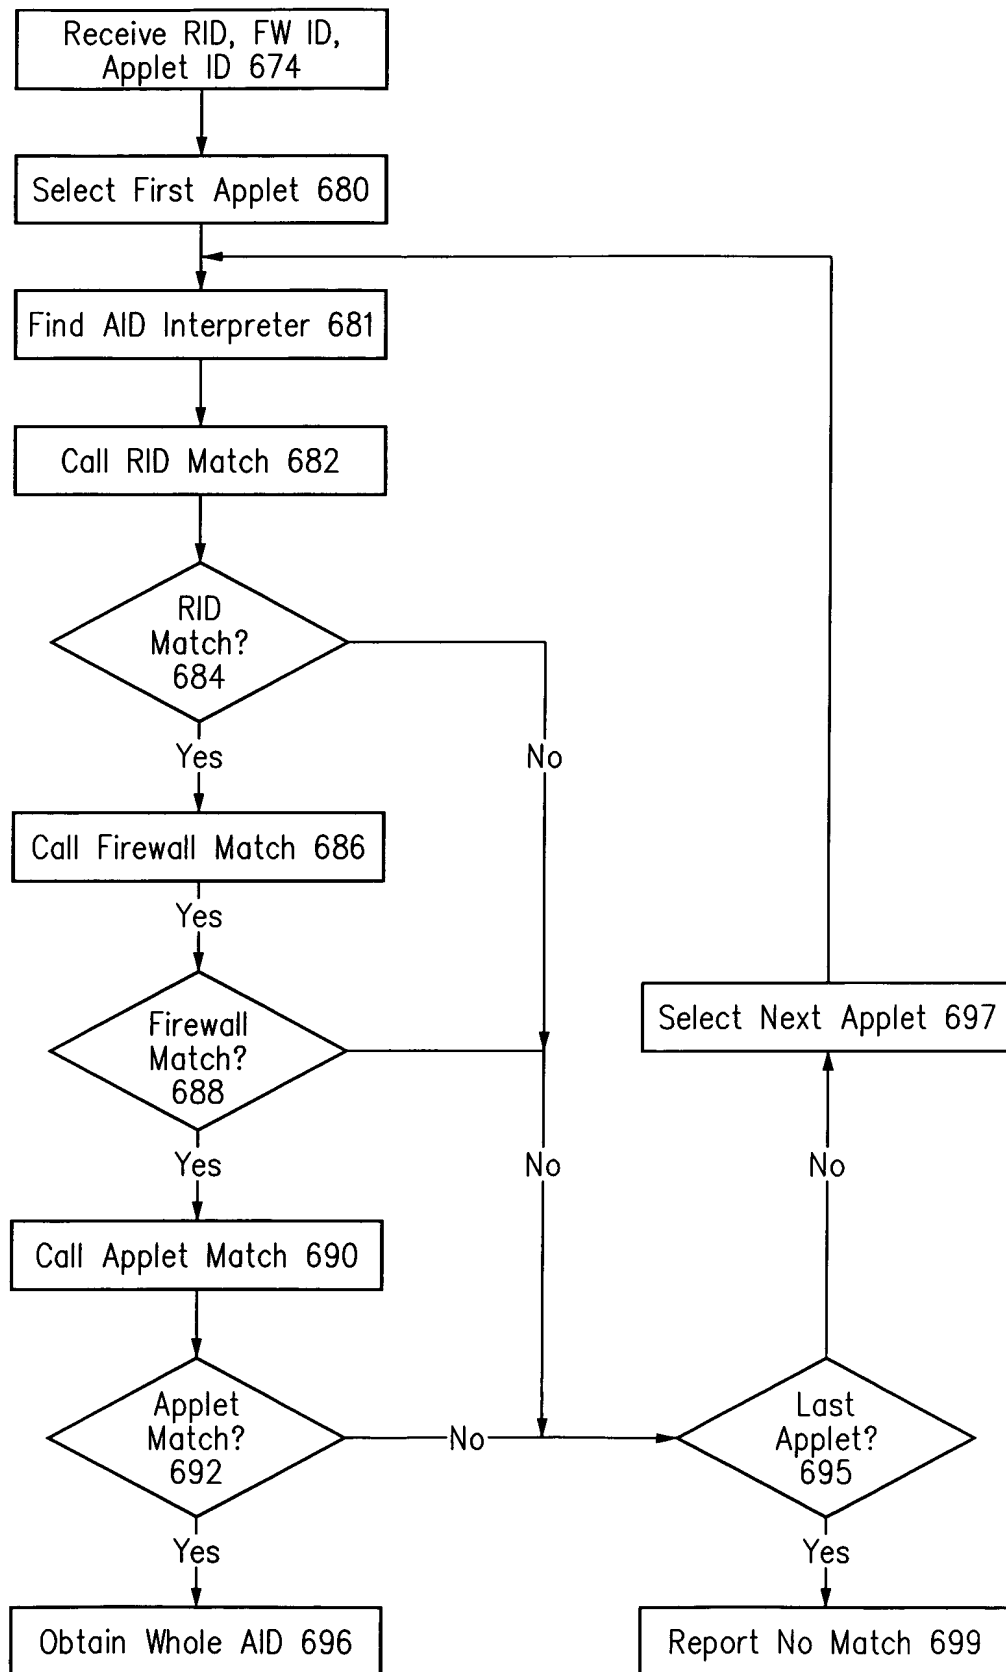 Receive RID, FW ID,
Applet ID 674
Select First Applet 680
Find AID Interpreter 681
Call RID Match 682
RID
Match?
684
Yes
No
Call Firewall Match 686
Yes
Firewall
Match?
688
Select Next Applet 697
Yes
No
No
Call Applet Match 690
Applet
Match?
692
No
Last
Applet?
695
Yes
Yes
Obtain Whole AID 696
Report No Match 699